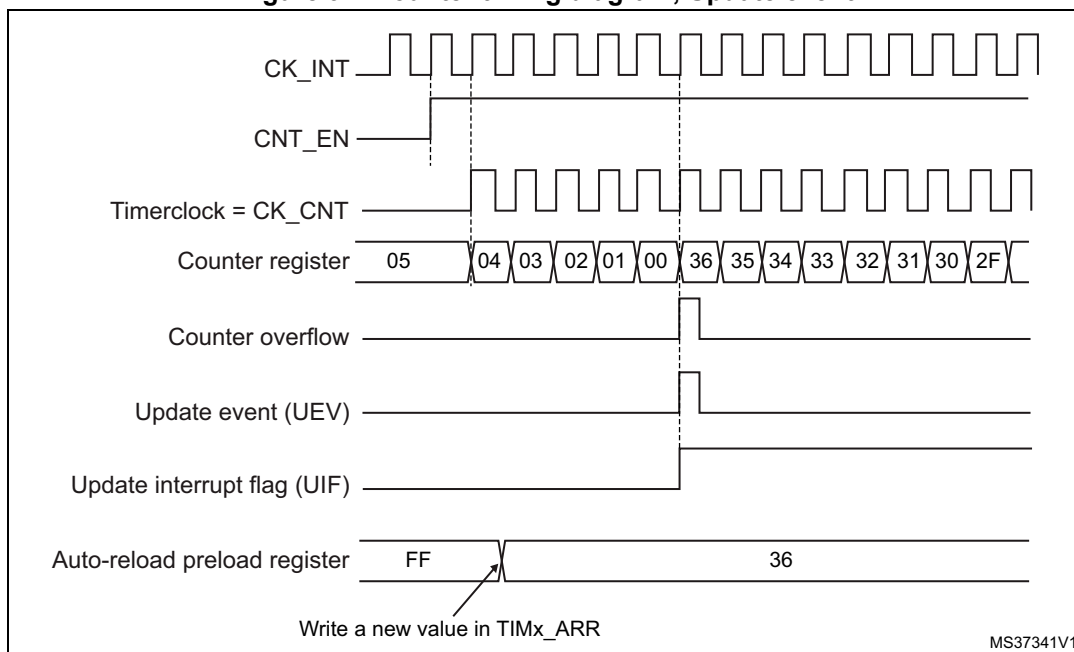 CK_INT
CNT_EN
Timerclock = CK_CNT
Counter register 05 04 03 02 01 00 36 35 34 33 32 31 30 2F
Counter overflow
Update event (UEV)
Update interrupt flag (UIF)
Auto-reload preload register FF 36
Write a new value in TIMx_ARR
MS37341V1